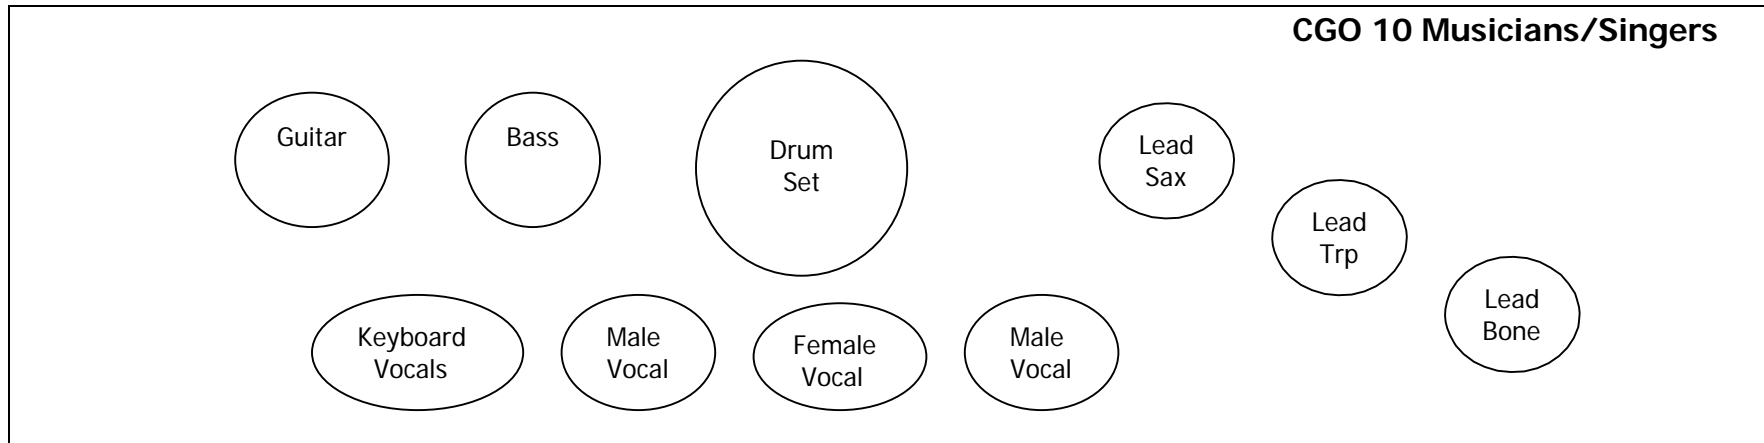 CGO 10 Musicians/Singers
Guitar
Bass
Drum
Set
Lead
Sax
Lead
Trp
Lead
Bone
Keyboard
Vocals
Male
Vocal
Female
Vocal
Male
Vocal